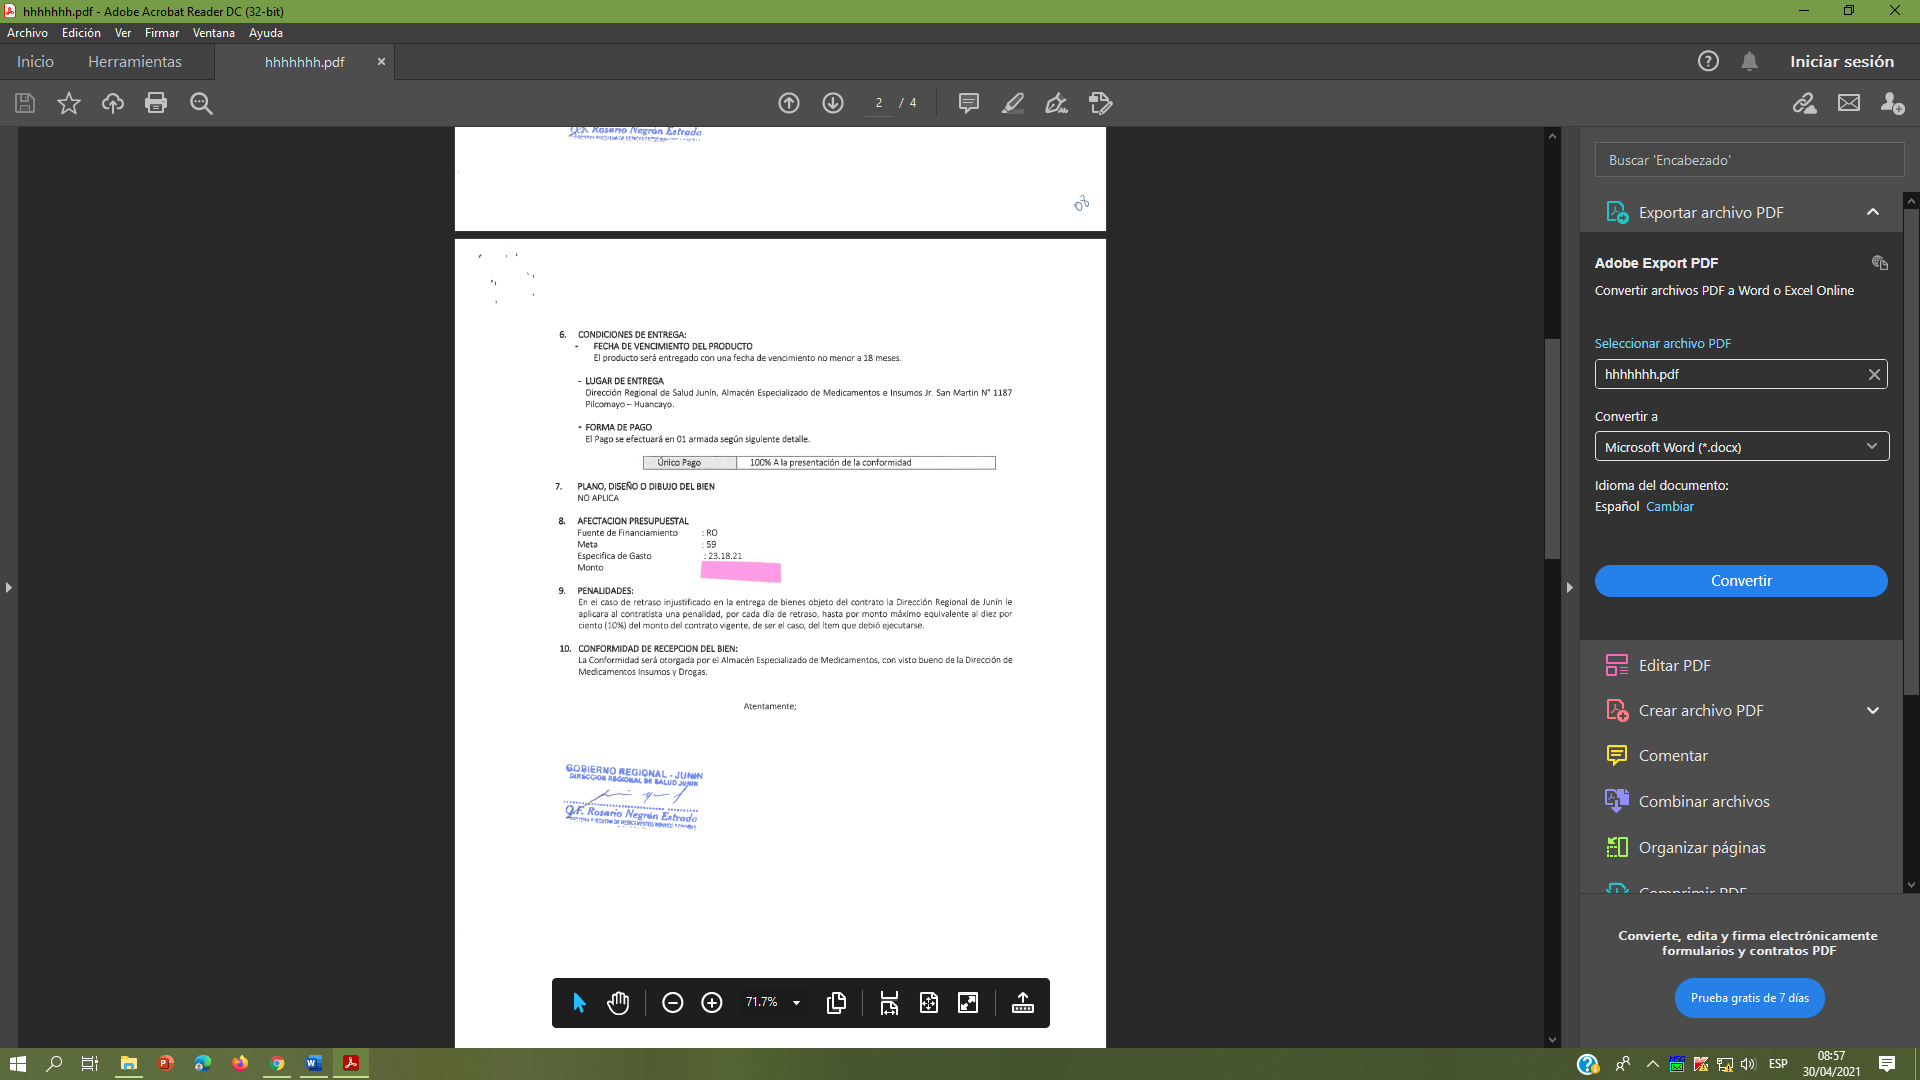 hhhhhhh.pdf - Adobe Acrobat Reader DC (32-bit)
Archivo Edición Ver Firmar Ventana Ayuda
Inicio Herramientas hhhhhhh.pdf Iniciar sesión
2 / 4
Q.F. Rosario Negrón Estrada
6. CONDICIONES DE ENTREGA:
- FECHA DE VENCIMIENTO DEL PRODUCTO
El producto será entregado con una fecha de vencimiento no menor a 18 meses.
- LUGAR DE ENTREGA
Dirección Regional de Salud Junín, Almacén Especializado de Medicamentos e Insumos Jr. San Martin N° 1187
Pilcomayo – Huancayo.
- FORMA DE PAGO
El Pago se efectuará en 01 armada según siguiente detalle.
Único Pago 100% A la presentación de la conformidad
7. PLANO, DISEÑO O DIBUJO DEL BIEN
NO APLICA
8. AFECTACION PRESUPUESTAL
Fuente de Financiamiento : RO
Meta : 59
Especifica de Gasto : 23.18.21
Monto
9. PENALIDADES:
En el caso de retraso injustificado en la entrega de bienes objeto del contrato la Dirección Regional de Junín le
aplicara al contratista una penalidad, por cada día de retraso, hasta por monto máximo equivalente al diez por
ciento (10%) del monto del contrato vigente, de ser el caso, del ítem que debió ejecutarse.
10. CONFORMIDAD DE RECEPCION DEL BIEN:
La Conformidad será otorgada por el Almacén Especializado de Medicamentos, con visto bueno de la Dirección de
Medicamentos Insumos y Drogas.
Atentamente;
GOBIERNO REGIONAL - JUNIN
DIRECCION REGIONAL DE SALUD JUNIN
Q.F. Rosario Negrón Estrada
71.7%
Buscar 'Encabezado'
Exportar archivo PDF
Adobe Export PDF
Convertir archivos PDF a Word o Excel Online
Seleccionar archivo PDF
hhhhhhh.pdf
Convertir a
Microsoft Word (*.docx)
Idioma del documento:
Español Cambiar
Convertir
Editar PDF
Crear archivo PDF
Comentar
Combinar archivos
Organizar páginas
Comprimir PDF
Convierte, edita y firma electrónicamente
formularios y contratos PDF
Prueba gratis de 7 días
ESP
08:57
30/04/2021